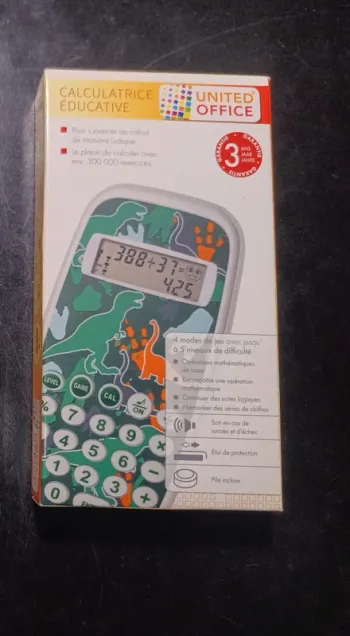 CALCULATRICE
ÉDUCATIVE
UNITED
OFFICE
Pour s'exercer au calcul
de manière ludique
Le plaisir de calculer avec
env. 300 000 exercices
GARANTIE • GARANTIE • GARANTIE
3 ANS
JAAR
JAHRE
388+37=
425
4 modes de jeu avec jusqu'
à 5 niveaux de difficulté
Opérations mathématiques
de base
Reconnaître une opération
mathématique
Continuer des suites logiques
Mémoriser des séries de chiffres
Son en cas de
succès et d'échec
Étui de protection
Pile incluse
LEVEL GAME CAL ON
% 7 8 9 ×
4 5 6
1 2 3 +
0